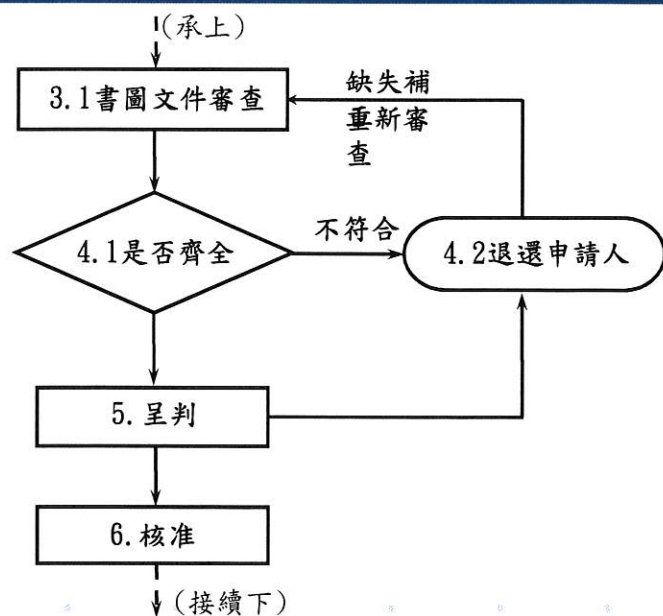 (承上)
3.1書圖文件審查
缺失補
重新審
查
4.1是否齊全
不符合
4.2退還申請人
5.呈判
6.核准
(接續下)